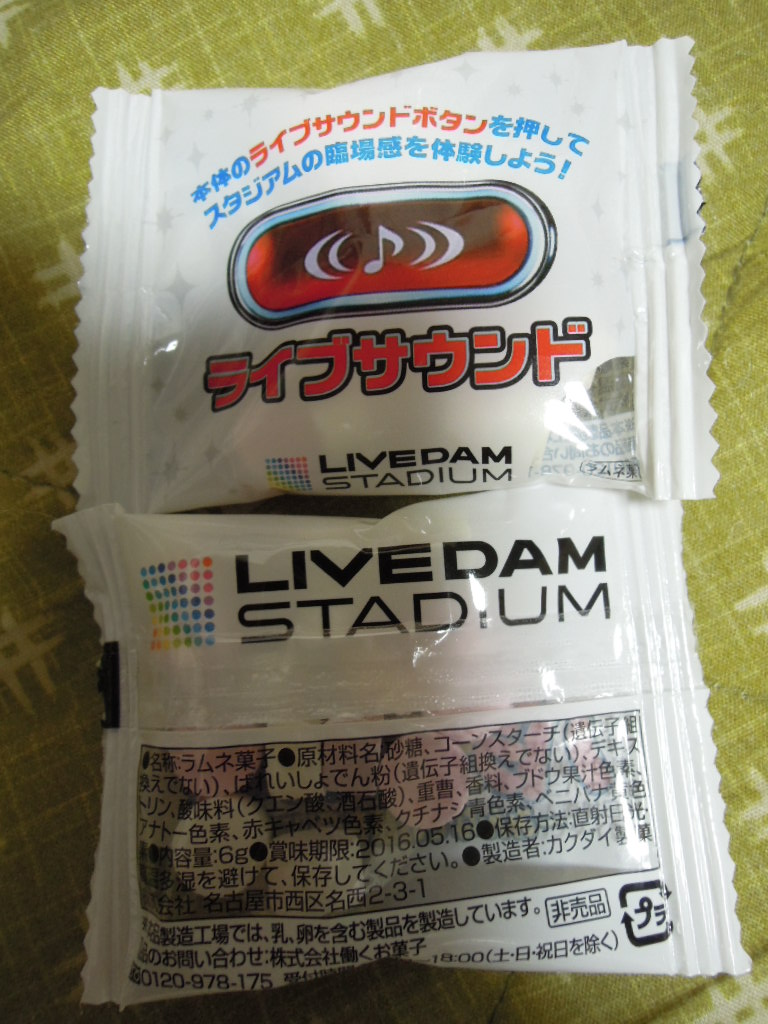 本体のライブサウンドボタンを押して
スタジアムの臨場感を体験しよう!
ライブサウンド
LIVEDAM
STADIUM
LIVEDAM
STADIUM
●名称:ラムネ菓子●原材料名:砂糖、コーンスターチ(遺伝子組
換えでない)、ばれいしょでん粉(遺伝子組換えでない)、デキス
トリン、酸味料(クエン酸、酒石酸)、重曹、香料、ブドウ果汁色素、
アナトー色素、赤キャベツ色素、クチナシ青色素、ベニバナ黄色
素●内容量:6g●賞味期限:2016.05.16●保存方法:直射日光・
多湿を避けて、保存してください。●製造者:カクダイ製菓
会社 名古屋市西区名西2-3-1
製造工場では、乳、卵を含む製品を製造しています。 非売品
のお問い合わせ:株式会社働くお菓子
プラ
0120-978-175 受付時間 -18:00(土・日・祝日を除く)